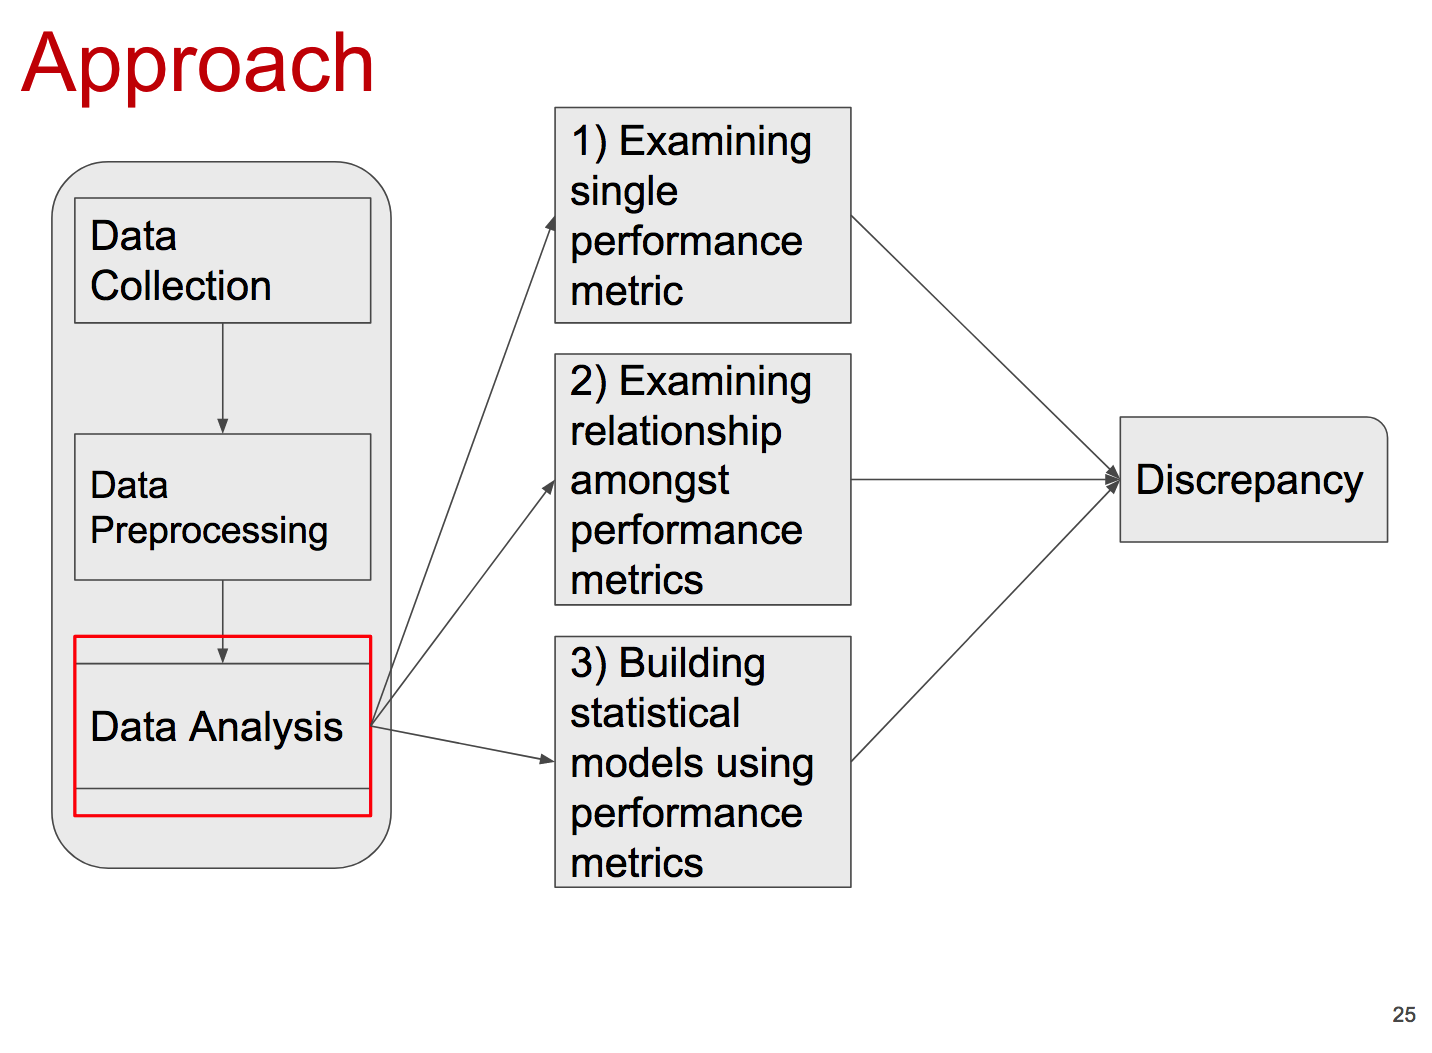 Approach
Data
Collection
Data
Preprocessing
Data Analysis
1) Examining
single
performance
metric
2) Examining
relationship
amongst
performance
metrics
3) Building
statistical
models using
performance
metrics
Discrepancy
25